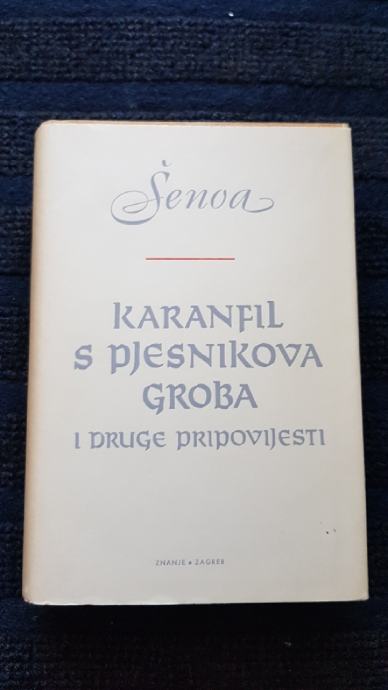 Šenoa
KARANFIL
S PJESNIKOVA
GROBA
I DRUGE PRIPOVIJESTI
ZNANJE • ZAGREB